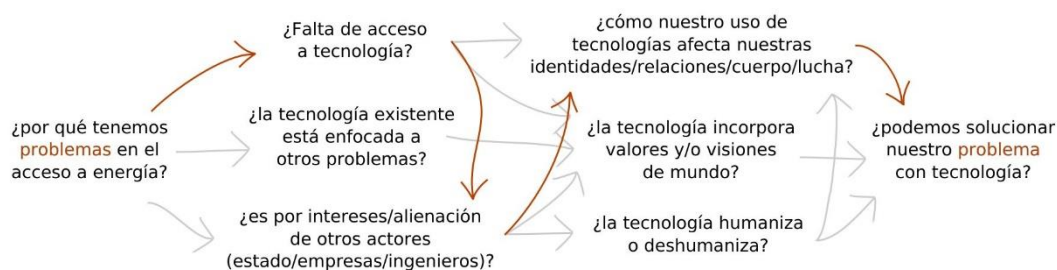 ¿por qué tenemos
problemas en el
acceso a energía?
¿Falta de acceso
a tecnología?
¿la tecnología existente
está enfocada a
otros problemas?
¿es por intereses/alienación
de otros actores
(estado/empresas/ingenieros)?
¿cómo nuestro uso de
tecnologías afecta nuestras
identidades/relaciones/cuerpo/lucha?
¿la tecnología incorpora
valores y/o visiones
de mundo?
¿la tecnología humaniza
o deshumaniza?
¿podemos solucionar
nuestro problema
con tecnología?